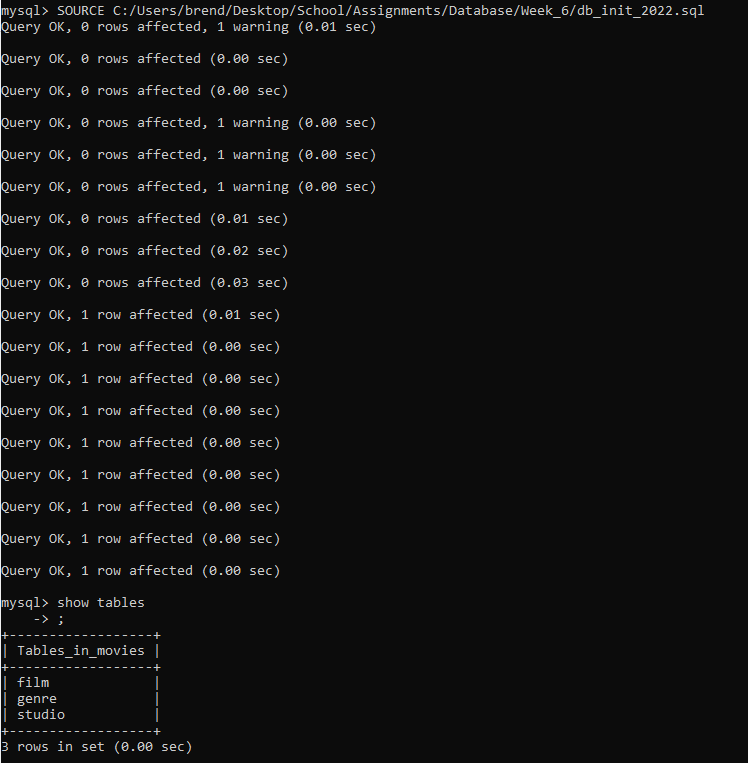 mysql> SOURCE C:/Users/brend/Desktop/School/Assignments/Database/Week_6/db_init_2022.sql
Query OK, 0 rows affected, 1 warning (0.01 sec)
Query OK, 0 rows affected (0.00 sec)
Query OK, 0 rows affected (0.00 sec)
Query OK, 0 rows affected, 1 warning (0.00 sec)
Query OK, 0 rows affected, 1 warning (0.00 sec)
Query OK, 0 rows affected, 1 warning (0.00 sec)
Query OK, 0 rows affected (0.01 sec)
Query OK, 0 rows affected (0.02 sec)
Query OK, 0 rows affected (0.03 sec)
Query OK, 1 row affected (0.01 sec)
Query OK, 1 row affected (0.00 sec)
Query OK, 1 row affected (0.00 sec)
Query OK, 1 row affected (0.00 sec)
Query OK, 1 row affected (0.00 sec)
Query OK, 1 row affected (0.00 sec)
Query OK, 1 row affected (0.00 sec)
Query OK, 1 row affected (0.00 sec)
Query OK, 1 row affected (0.00 sec)
mysql> show tables
    -> ;
+------------------+
| Tables_in_movies |
+------------------+
| film             |
| genre            |
| studio           |
+------------------+
3 rows in set (0.00 sec)